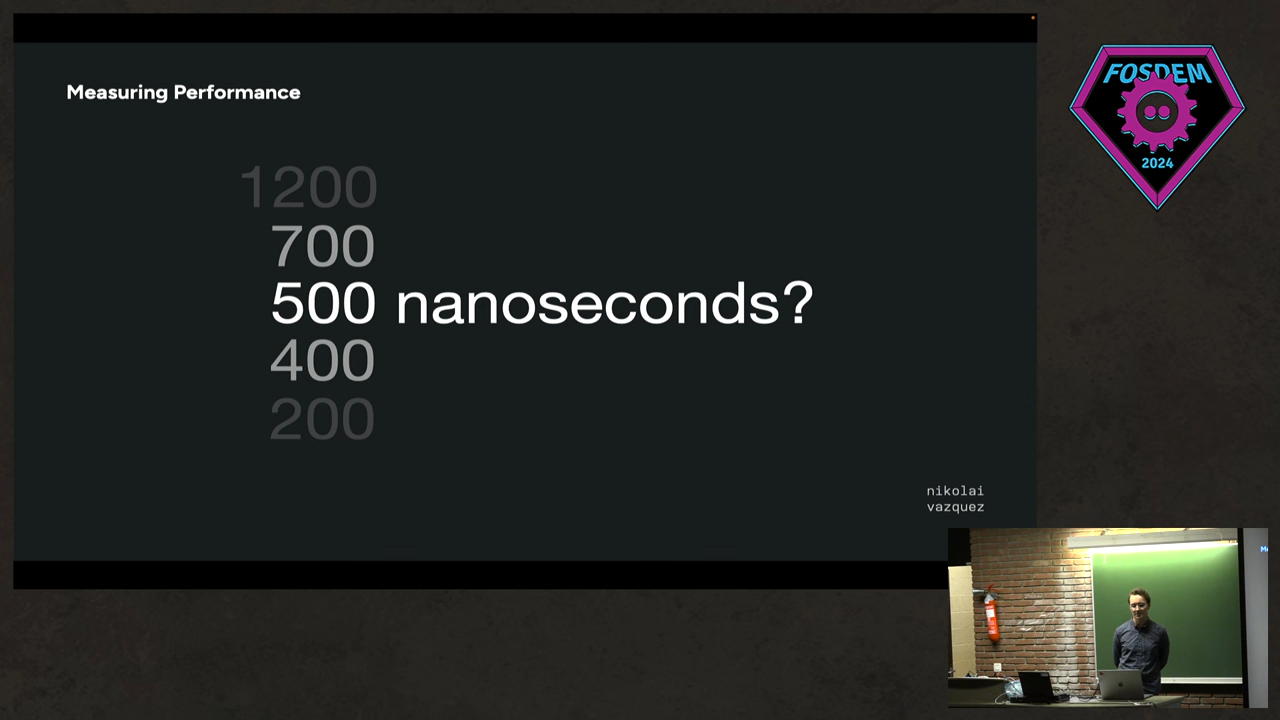 Measuring Performance
1200
700
500 nanoseconds?
400
200
nikolai
vazquez
FOSDEM
2024